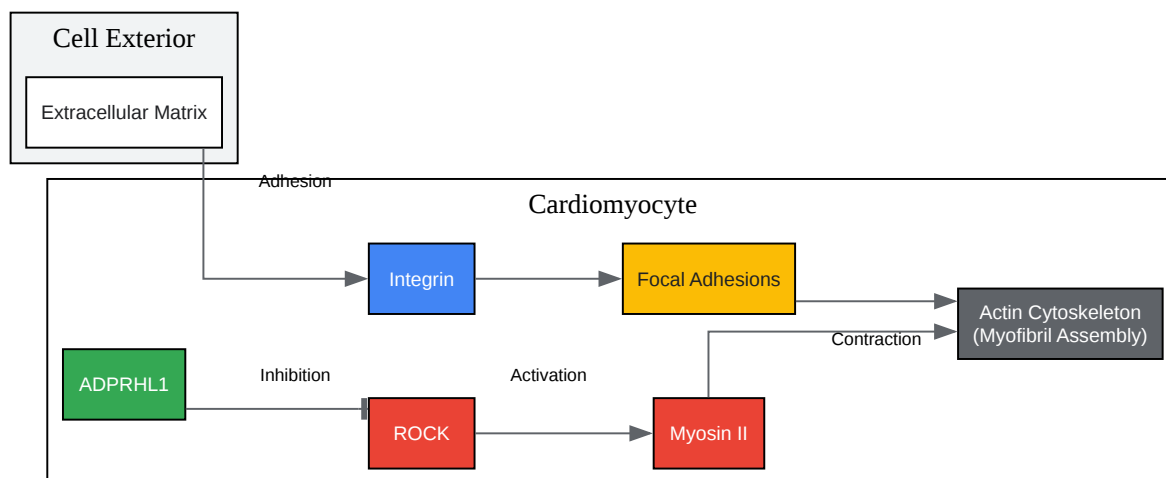 Cell Exterior
Extracellular Matrix
Adhesion
Cardiomyocyte
Integrin
Focal Adhesions
Actin Cytoskeleton
(Myofibril Assembly)
Contraction
ADPRHL1
Inhibition
Activation
ROCK
Myosin II